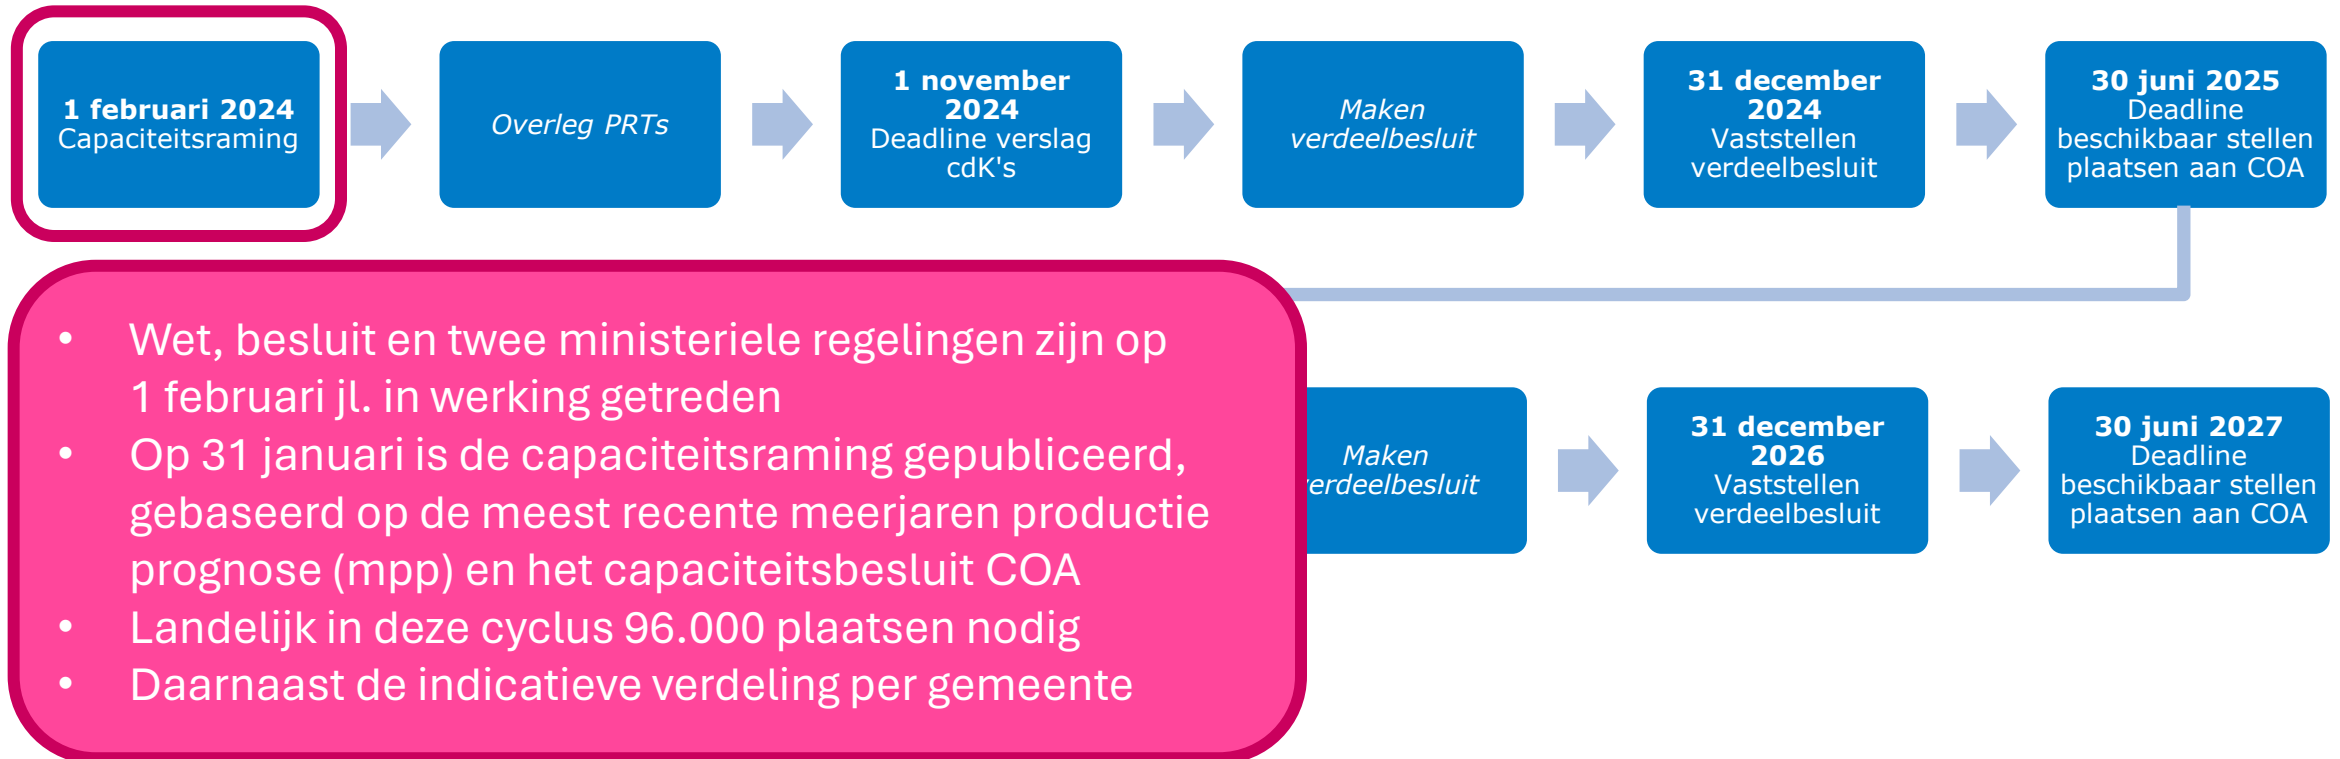 1 februari 2024
Capaciteitsraming
Overleg PRTs
1 november
2024
Deadline verslag
cdK's
Maken
verdeelbesluit
31 december
2024
Vaststellen
verdeelbesluit
30 juni 2025
Deadline
beschikbaar stellen
plaatsen aan COA
• Wet, besluit en twee ministeriele regelingen zijn op
1 februari jl. in werking getreden
• Op 31 januari is de capaciteitsraming gepubliceerd,
gebaseerd op de meest recente meerjaren productie
prognose (mpp) en het capaciteitsbesluit COA
• Landelijk in deze cyclus 96.000 plaatsen nodig
• Daarnaast de indicatieve verdeling per gemeente
Maken
erdeelbesluit
31 december
2026
Vaststellen
verdeelbesluit
30 juni 2027
Deadline
beschikbaar stellen
plaatsen aan COA